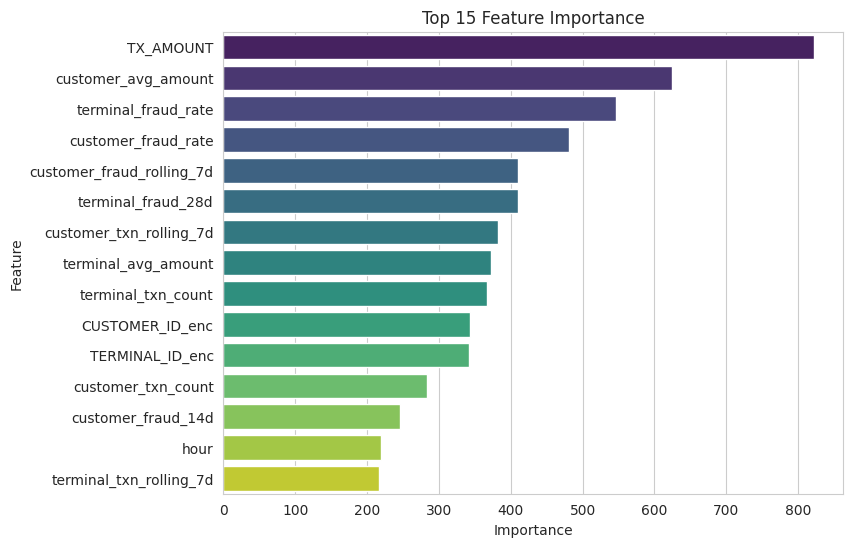 Top 15 Feature Importance
Feature
TX_AMOUNT
customer_avg_amount
terminal_fraud_rate
customer_fraud_rate
customer_fraud_rolling_7d
terminal_fraud_28d
customer_txn_rolling_7d
terminal_avg_amount
terminal_txn_count
CUSTOMER_ID_enc
TERMINAL_ID_enc
customer_txn_count
customer_fraud_14d
hour
terminal_txn_rolling_7d
0 100 200 300 400 500 600 700 800
Importance